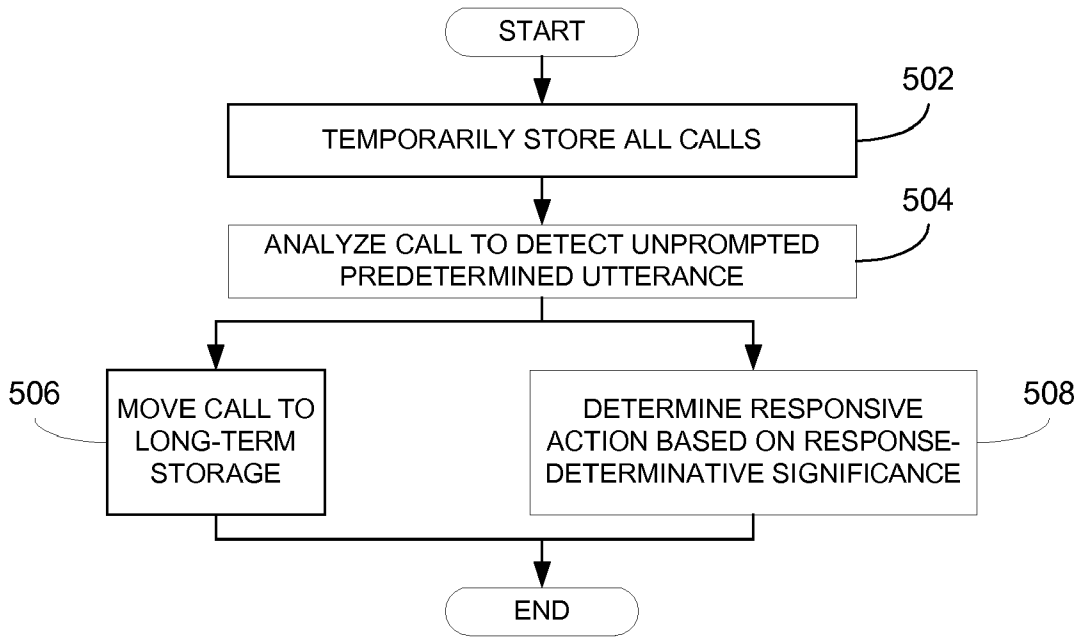 START
502
TEMPORARILY STORE ALL CALLS
504
ANALYZE CALL TO DETECT UNPROMPTED
PREDETERMINED UTTERANCE
506
MOVE CALL TO
LONG-TERM
STORAGE
508
DETERMINE RESPONSIVE
ACTION BASED ON RESPONSE-
DETERMINATIVE SIGNIFICANCE
END